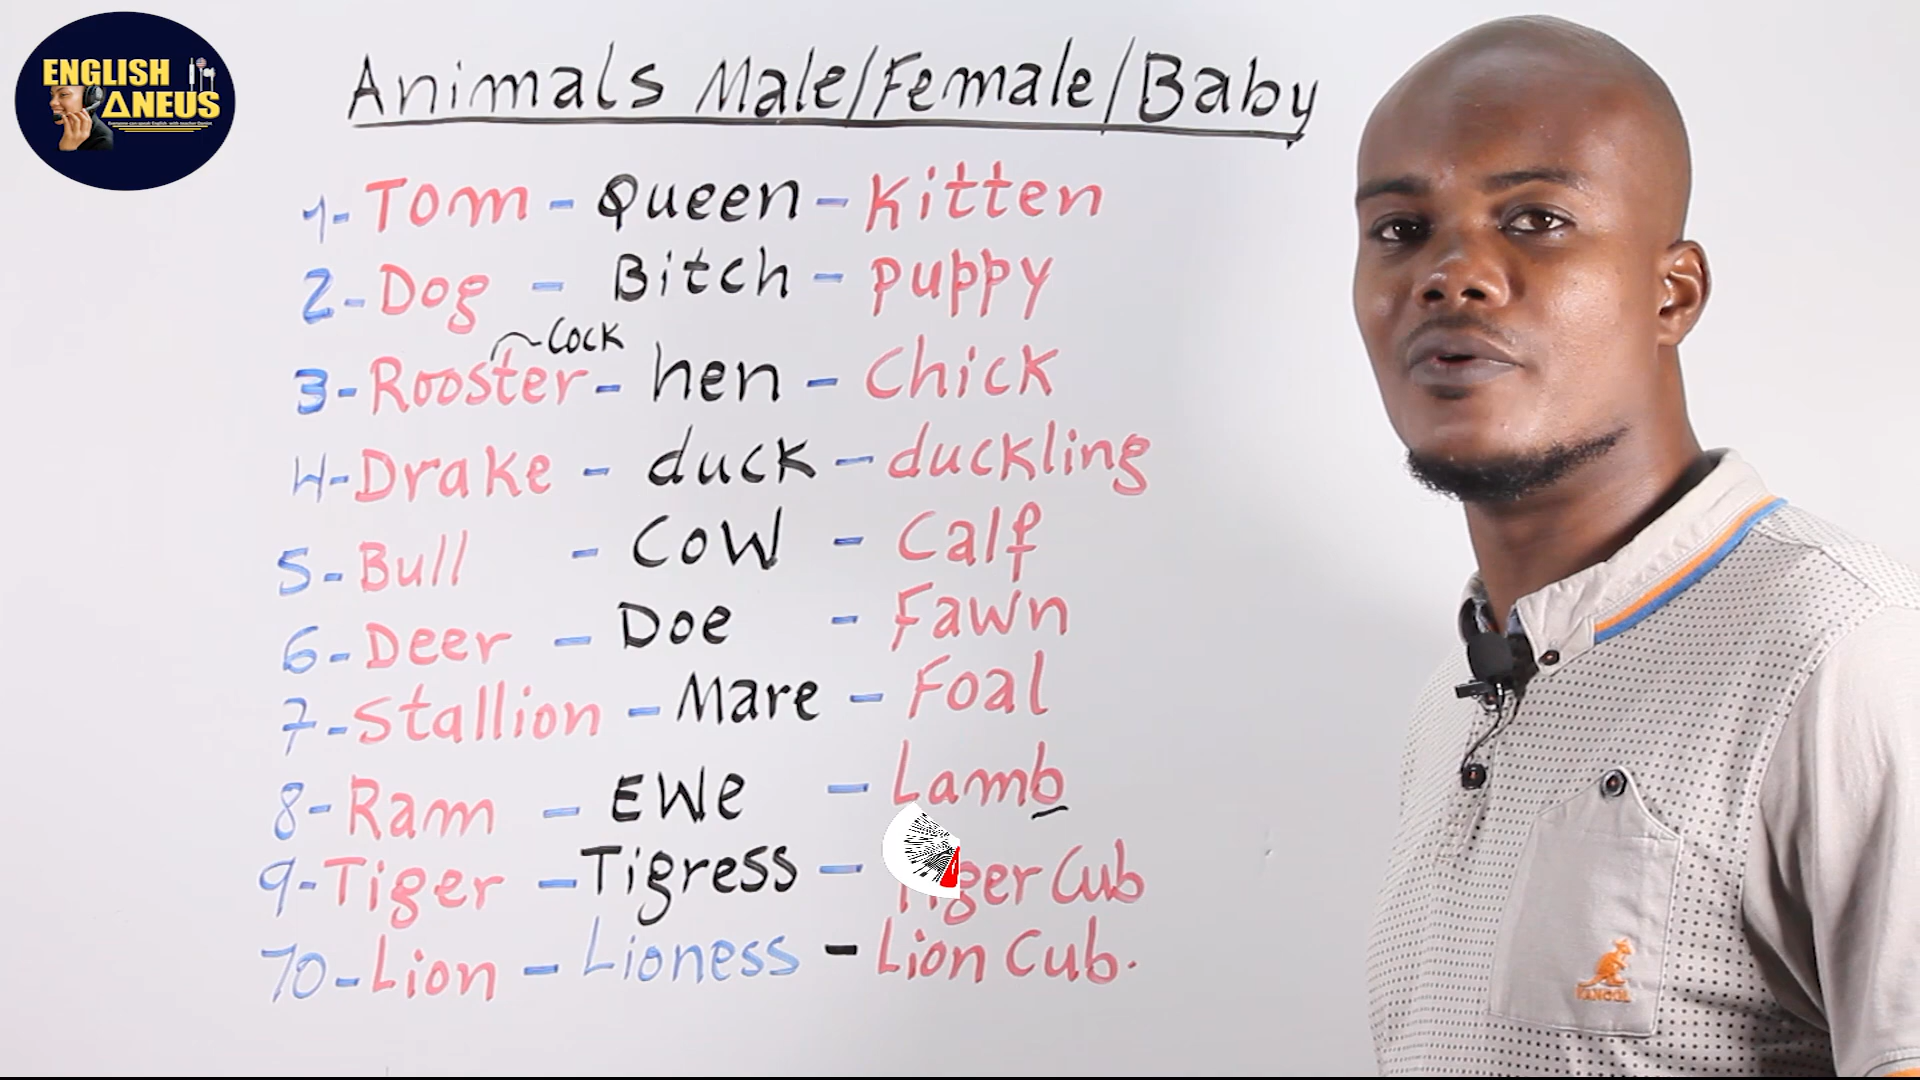 ENGLISH
ΔNEUS
Animals Male/Female/Baby
1- Tom - Queen - Kitten
2- Dog - Bitch - puppy
Cock
3- Rooster - hen - Chick
4- Drake - duck - duckling
5- Bull - Cow - Calf
6- Deer - Doe - Fawn
7- Stallion - Mare - Foal
8- Ram - EWe - Lamb
9- Tiger - Tigress - Tiger Cub
10- Lion - Lioness - Lion Cub.
KANGOL